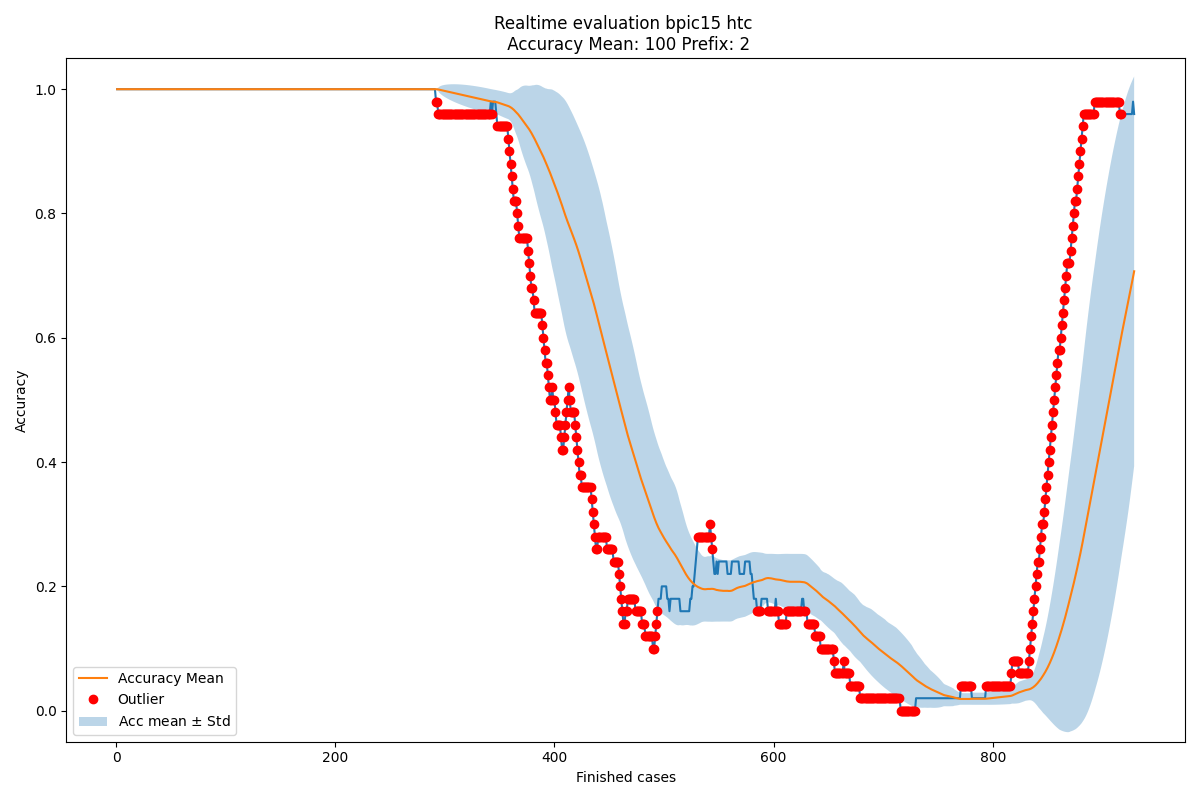 Realtime evaluation bpic15 htc
Accuracy Mean: 100 Prefix: 2
1.0
0.8
0.6
0.4
0.2
0.0
Accuracy
Accuracy Mean
Outlier
Acc mean ± Std
0
200
400
600
800
Finished cases